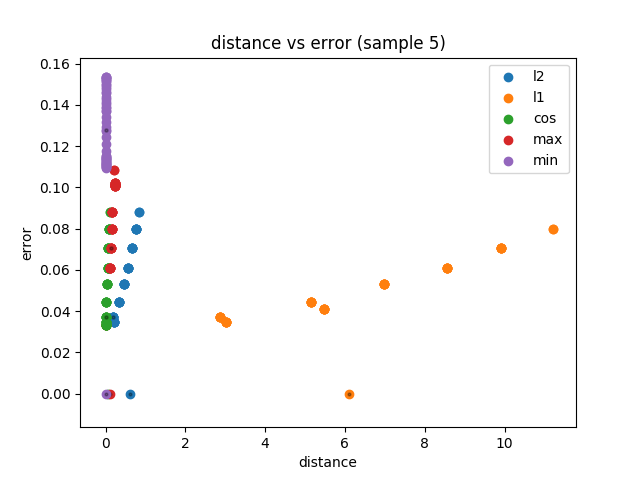 distance vs error (sample 5)
0.16
0.14
0.12
0.10
0.08
0.06
0.04
0.02
0.00
error
l2
l1
cos
max
min
0 2 4 6 8 10
distance